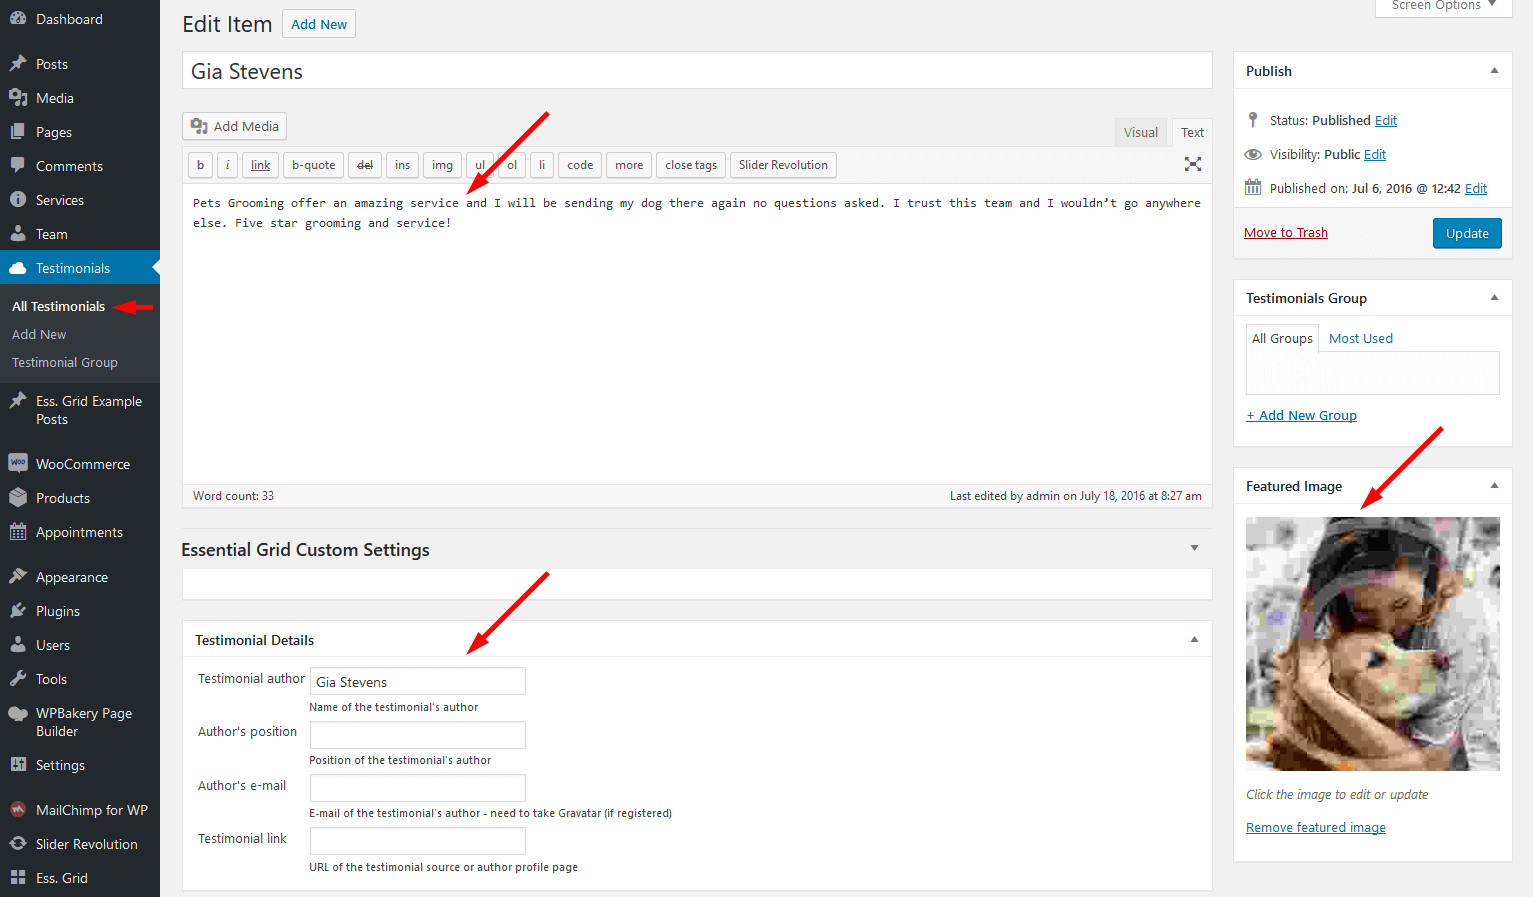 Dashboard
Posts
Media
Pages
Comments
Services
Team
Testimonials
All Testimonials
Add New
Testimonial Group
Ess. Grid Example
Posts
WooCommerce
Products
Appointments
Appearance
Plugins
Users
Tools
WPBakery Page
Builder
Settings
MailChimp for WP
Slider Revolution
Ess. Grid
Screen Options
Edit Item Add New
Gia Stevens
Add Media
Visual Text
b i link b-quote del ins img ul ol li code more close tags Slider Revolution
Pets Grooming offer an amazing service and I will be sending my dog there again no questions asked. I trust this team and I wouldn't go anywhere
else. Five star grooming and service!
Word count: 33 Last edited by admin on July 18, 2016 at 8:27 am
Essential Grid Custom Settings
Testimonial Details
Testimonial author Gia Stevens
Name of the testimonial's author
Author's position
Position of the testimonial's author
Author's e-mail
E-mail of the testimonial's author - need to take Gravatar (if registered)
Testimonial link
URL of the testimonial source or author profile page
Publish
Status: Published Edit
Visibility: Public Edit
Published on: Jul 6, 2016 @ 12:42 Edit
Move to Trash Update
Testimonials Group
All Groups Most Used
+ Add New Group
Featured Image
Click the image to edit or update
Remove featured image